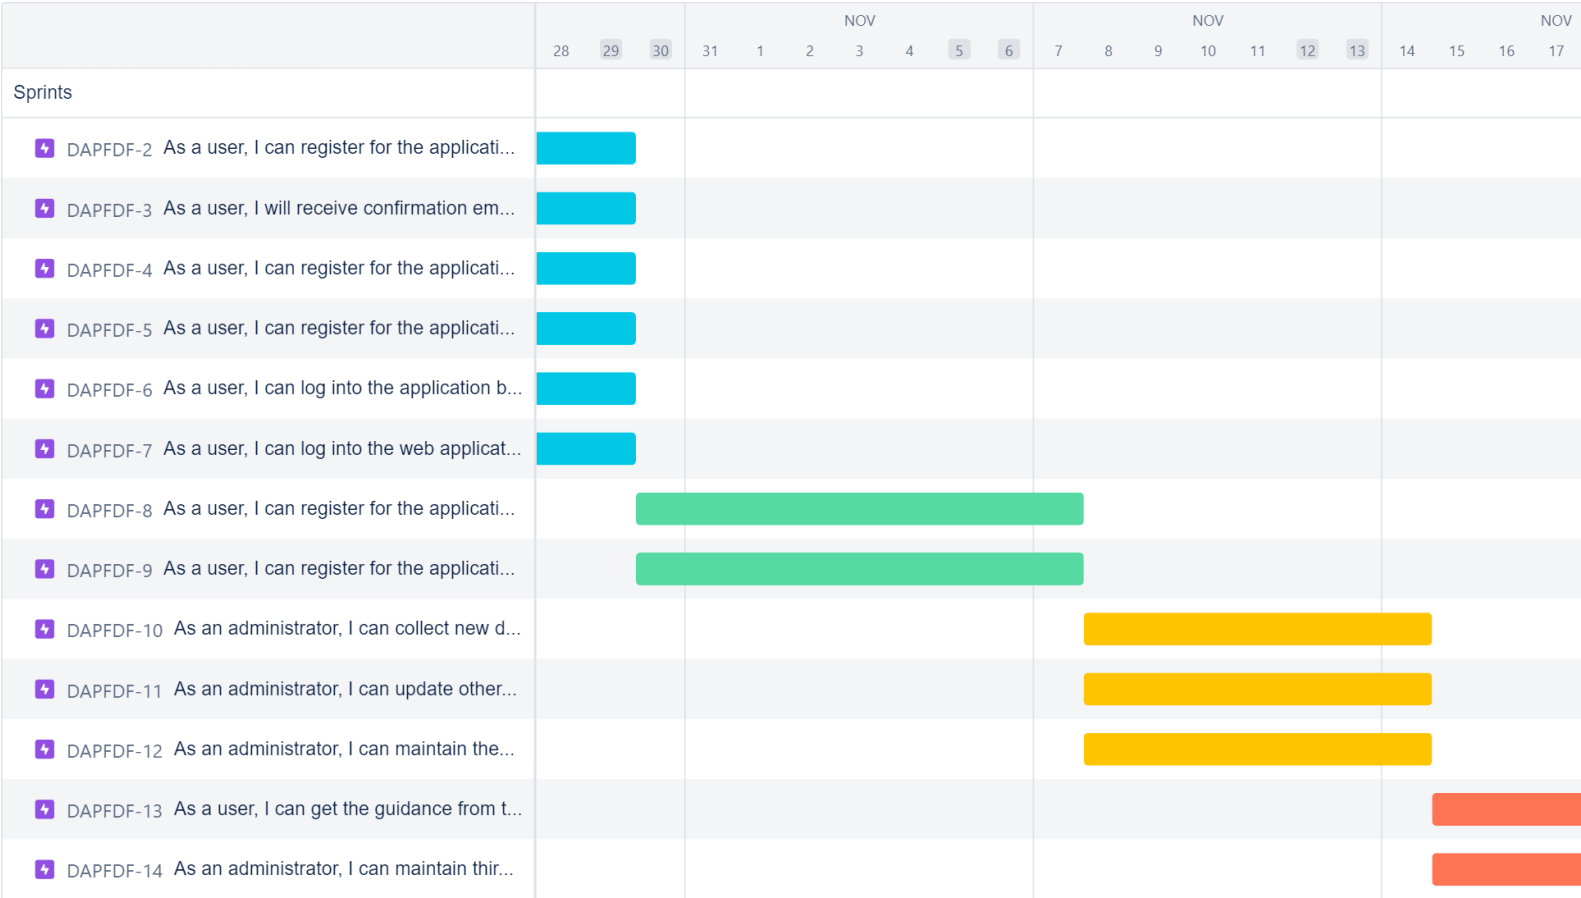 NOV NOV NOV
28 29 30 31 1 2 3 4 5 6 7 8 9 10 11 12 13 14 15 16 17
Sprints
DAPFDF-2 As a user, I can register for the applicati...
DAPFDF-3 As a user, I will receive confirmation em...
DAPFDF-4 As a user, I can register for the applicati...
DAPFDF-5 As a user, I can register for the applicati...
DAPFDF-6 As a user, I can log into the application b...
DAPFDF-7 As a user, I can log into the web applicat...
DAPFDF-8 As a user, I can register for the applicati...
DAPFDF-9 As a user, I can register for the applicati...
DAPFDF-10 As an administrator, I can collect new d...
DAPFDF-11 As an administrator, I can update other...
DAPFDF-12 As an administrator, I can maintain the...
DAPFDF-13 As a user, I can get the guidance from t...
DAPFDF-14 As an administrator, I can maintain thir...